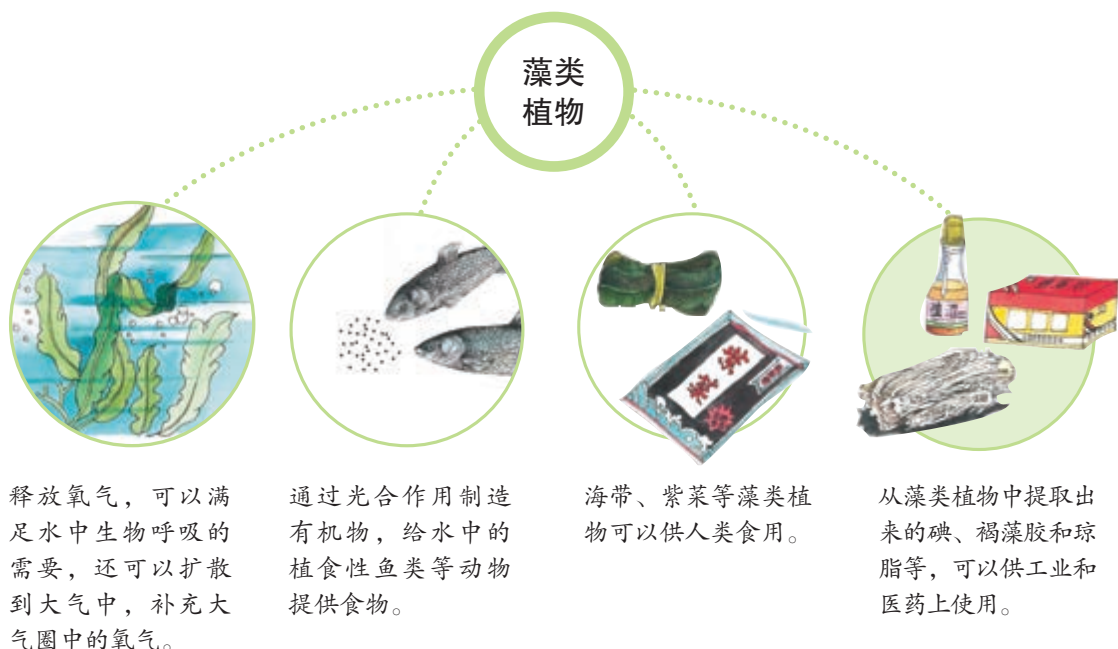 藻类
植物
紫菜
释放氧气，可以满
足水中生物呼吸的
需要，还可以扩散
到大气中，补充大
气圈中的氧气。
通过光合作用制造
有机物，给水中的
植食性鱼类等动物
提供食物。
海带、紫菜等藻类植
物可以供人类食用。
从藻类植物中提取出
来的碘、褐藻胶和琼
脂等，可以供工业和
医药上使用。